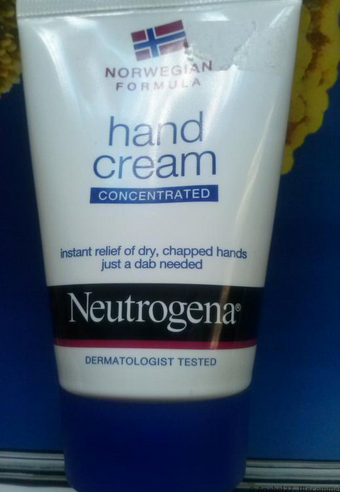 NORWEGIAN
FORMULA
hand
cream
CONCENTRATED
instant relief of dry, chapped hands
just a dab needed
Neutrogena®
DERMATOLOGIST TESTED